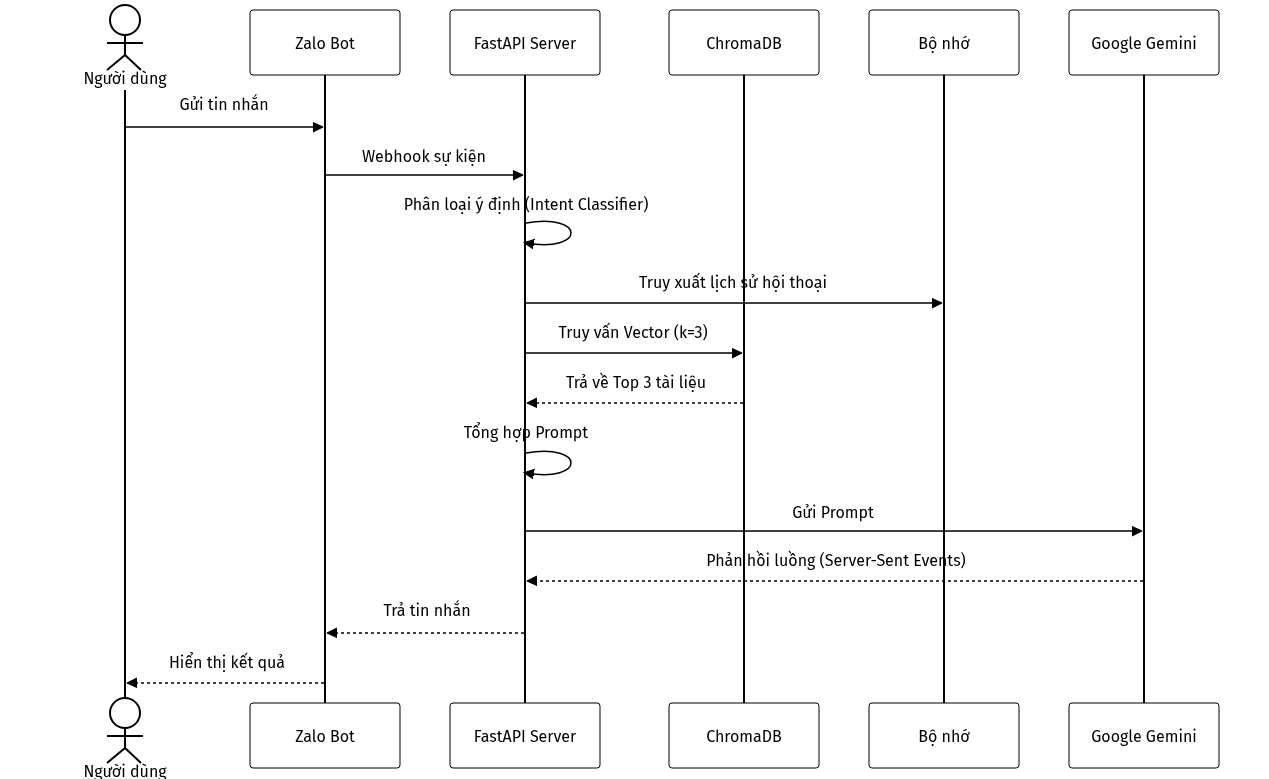 Người dùng
Zalo Bot
FastAPI Server
ChromaDB
Bộ nhớ
Google Gemini
Gửi tin nhắn
Webhook sự kiện
Phân loại ý định (Intent Classifier)
Truy xuất lịch sử hội thoại
Truy vấn Vector (k=3)
Trả về Top 3 tài liệu
Tổng hợp Prompt
Gửi Prompt
Phản hồi luồng (Server-Sent Events)
Trả tin nhắn
Hiển thị kết quả
Người dùng
Zalo Bot
FastAPI Server
ChromaDB
Bộ nhớ
Google Gemini